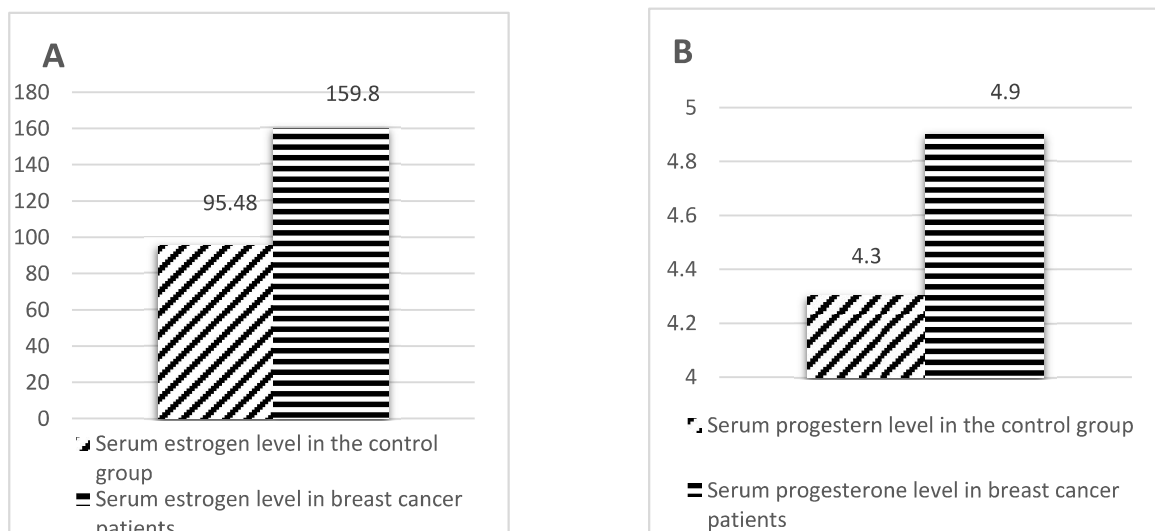 A
180
160
140
120
100
80
60
40
20
0
159.8
95.48
Serum estrogen level in the control
group
Serum estrogen level in breast cancer
patients
B
5
4.8
4.6
4.4
4.2
4
4.9
4.3
Serum progestern level in the control group
Serum progesterone level in breast cancer
patients